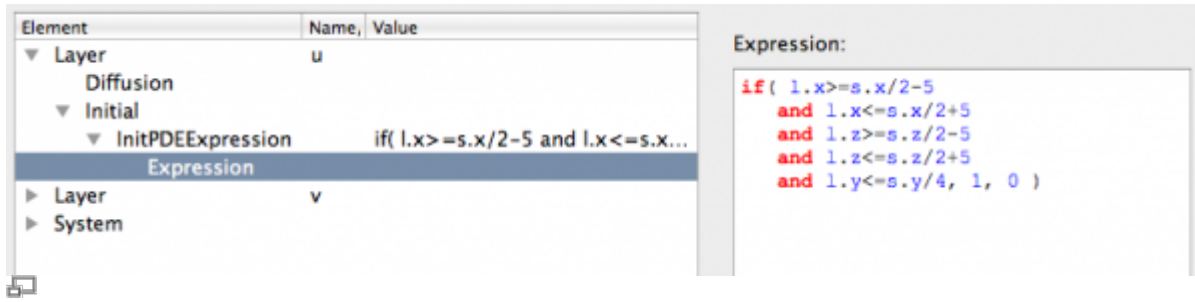 Element Name, Value
Layer u
Diffusion
Initial
InitPDEExpression if( l.x>=s.x/2-5 and l.x<=s.x...
Expression
Layer v
System
Expression:
if( l.x>=s.x/2-5
and l.x<=s.x/2+5
and l.z>=s.z/2-5
and l.z<=s.z/2+5
and l.y<=s.y/4, 1, 0 )